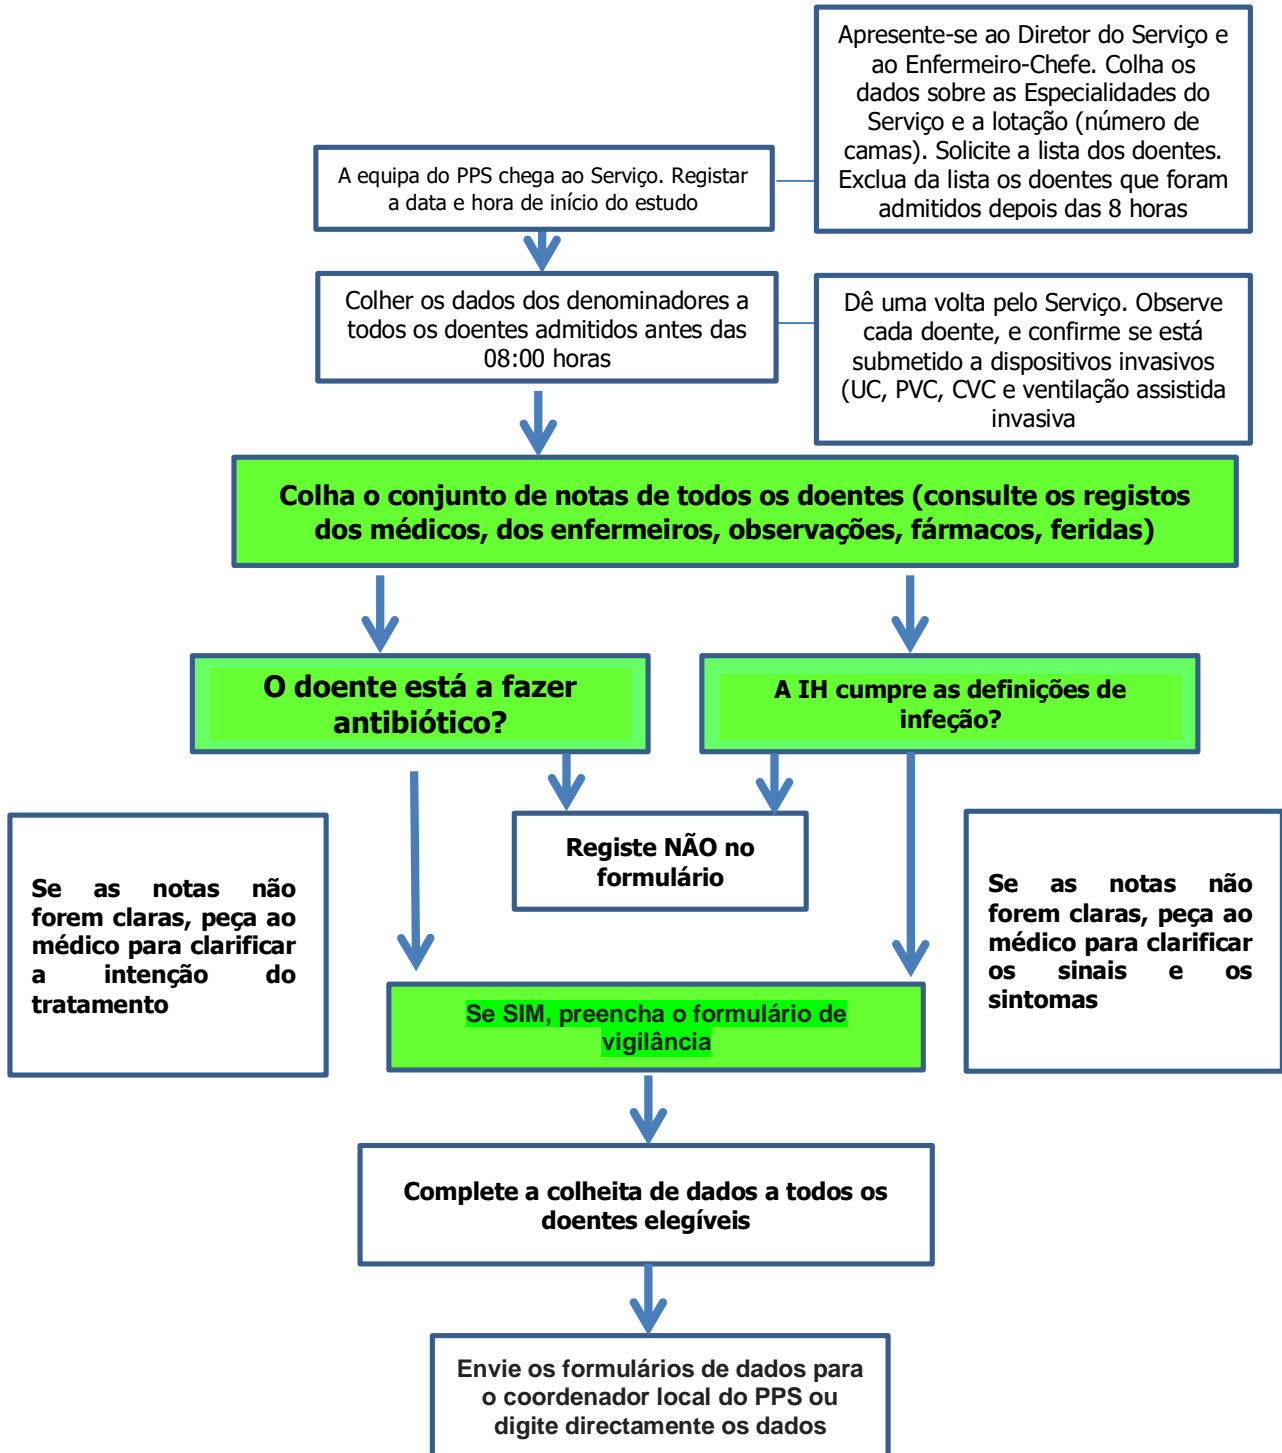 Apresente-se ao Diretor do Serviço e
ao Enfermeiro-Chefe. Colha os
dados sobre as Especialidades do
Serviço e a lotação (número de
camas). Solicite a lista dos doentes.
Exclua da lista os doentes que foram
admitidos depois das 8 horas
A equipa do PPS chega ao Serviço. Registar
a data e hora de início do estudo
Colher os dados dos denominadores a
todos os doentes admitidos antes das
08:00 horas
Dê uma volta pelo Serviço. Observe
cada doente, e confirme se está
submetido a dispositivos invasivos
(UC, PVC, CVC e ventilação assistida
invasiva
Colha o conjunto de notas de todos os doentes (consulte os registos
dos médicos, dos enfermeiros, observações, fármacos, feridas)
O doente está a fazer
antibiótico?
A IH cumpre as definições de
infeção?
Registe NÃO no
formulário
Se as notas não
forem claras, peça ao
médico para clarificar
a intenção do
tratamento
Se as notas não
forem claras, peça ao
médico para clarificar
os sinais e os
sintomas
Se SIM, preencha o formulário de
vigilância
Complete a colheita de dados a todos os
doentes elegíveis
Envie os formulários de dados para
o coordenador local do PPS ou
digite directamente os dados